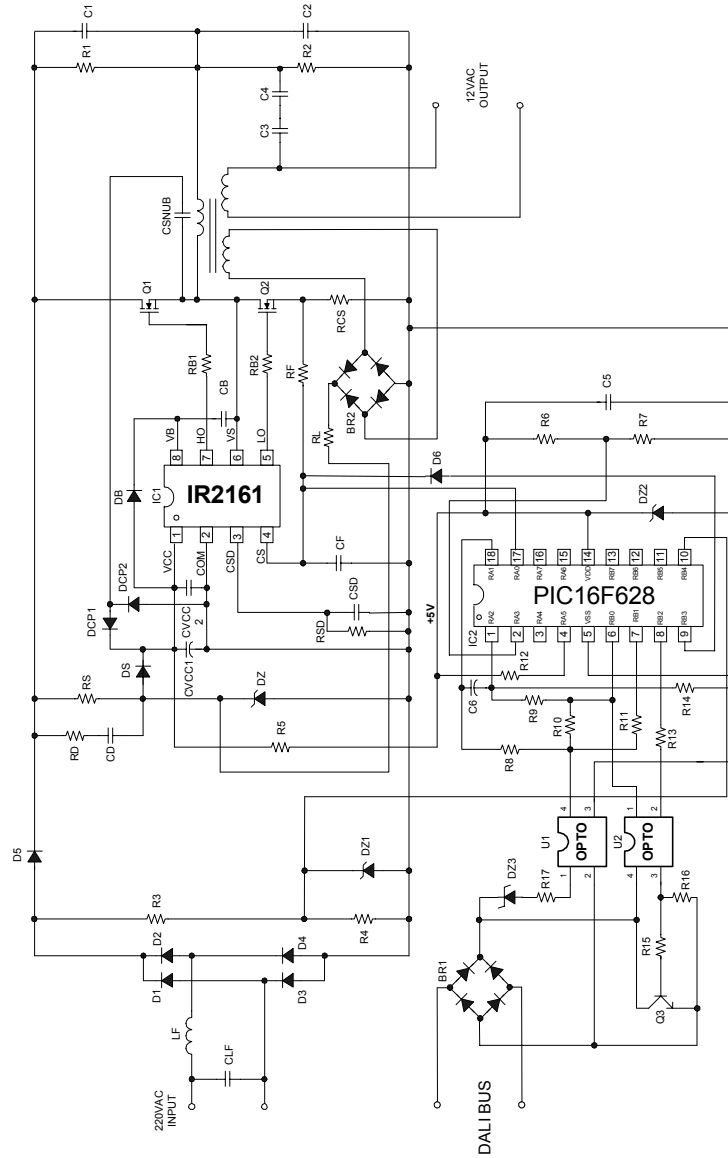 220VAC
INPUT
LF
CLF
D1
D2
D3
D4
D5
R3
R4
DZ1
RD
CD
RS
DS
DCP1
DCP2
DB
CVCC1
CVCC
2
DZ
R5
VCC
COM
CSD
CS
1
2
3
4
IC1
IR2161
8
7
6
5
VB
HO
VS
LO
CB
RSD
CSD
CF
RB1
RB2
Q1
Q2
RF
RCS
RL
BR2
D6
CSNUB
C1
R1
C2
R2
C3
C4
12VAC
OUTPUT
DALI BUS
BR1
DZ3
R17
U1
OPTO
1
2
3
4
U2
OPTO
4
3
1
2
R15
R16
Q3
R8
R9
R10
R11
R12
R13
R14
C6
+5V
IC2
PIC16F628
1
2
3
4
5
6
7
8
9
RA2
RA3
RA4
RA5
VSS
RB0
RB1
RB2
RB3
18
17
16
15
14
13
12
11
10
RA1
RA0
RA7
RA6
VDD
RB7
RB6
RB5
RB4
DZ2
R6
R7
C5